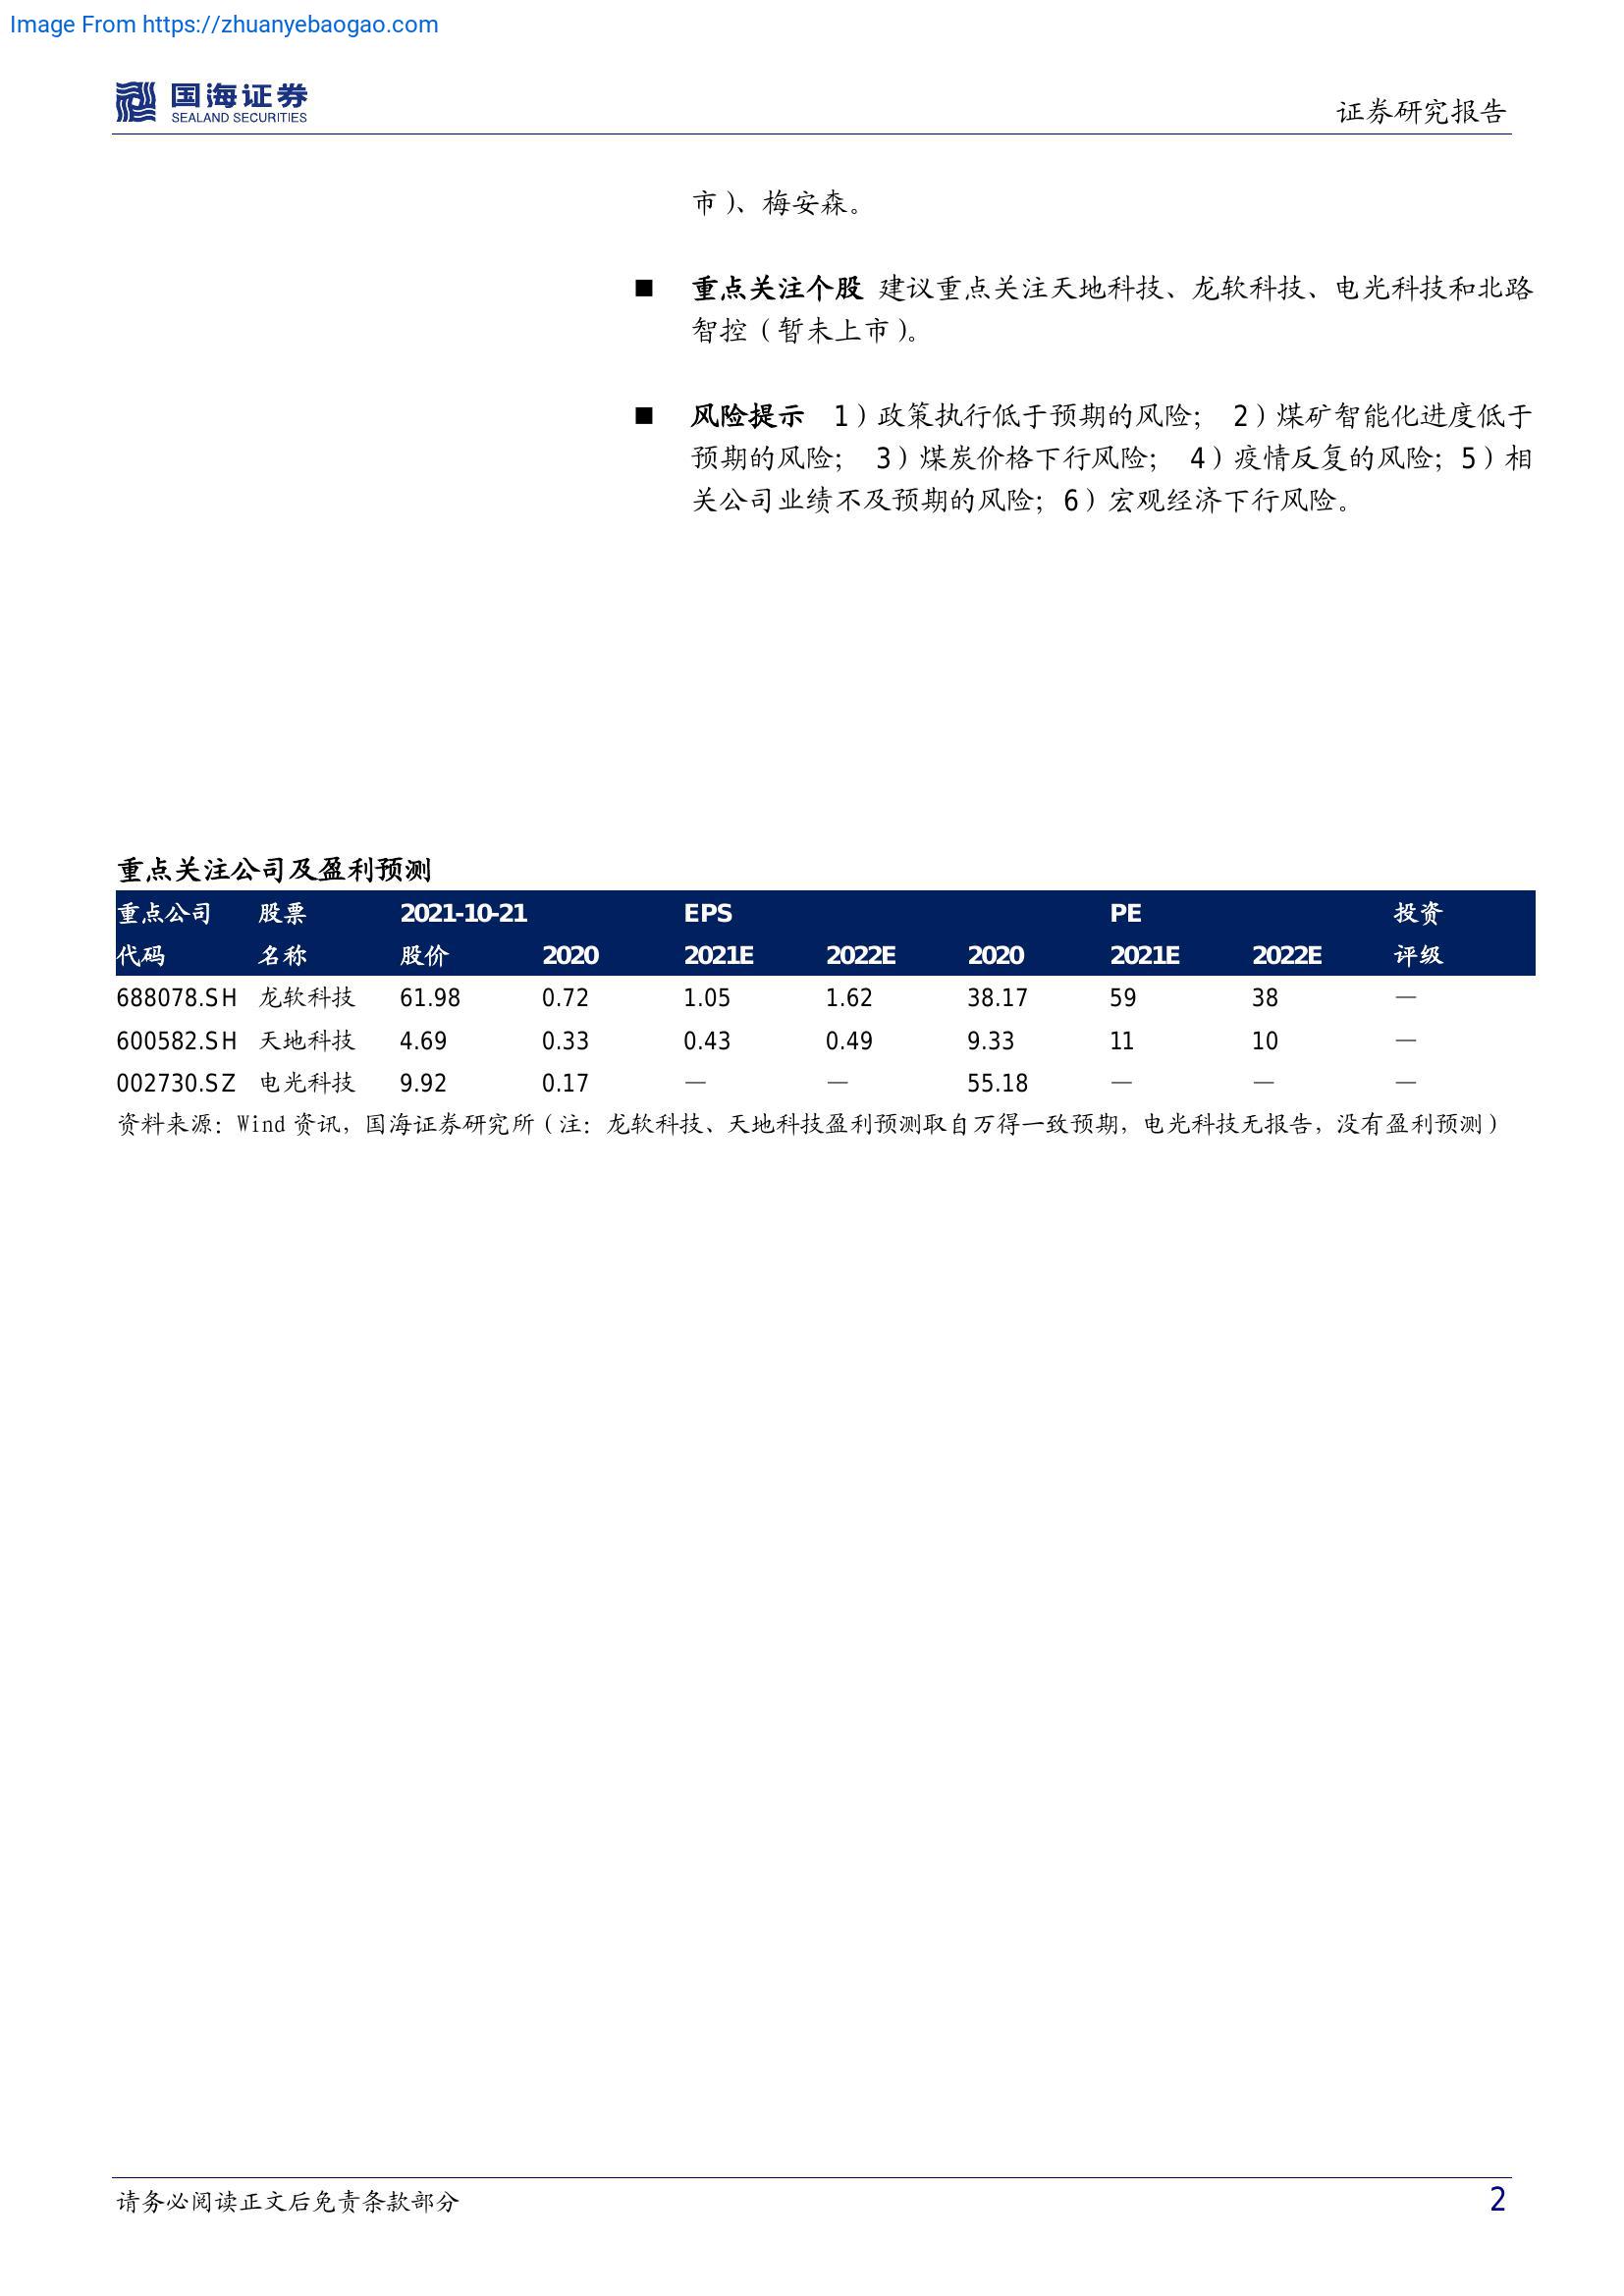 Image From https://zhuanyebaogao.com
国海证券
SEALAND SECURITIES
证券研究报告
市）、梅安森。
■ 重点关注个股 建议重点关注天地科技、龙软科技、电光科技和北路
智控（暂未上市）。
■ 风险提示 1）政策执行低于预期的风险； 2）煤矿智能化进度低于
预期的风险； 3）煤炭价格下行风险； 4）疫情反复的风险；5）相
关公司业绩不及预期的风险；6）宏观经济下行风险。
重点关注公司及盈利预测
重点公司 股票 2021-10-21 EPS PE 投资
代码 名称 股价 2020 2021E 2022E 2020 2021E 2022E 评级
688078.SH 龙软科技 61.98 0.72 1.05 1.62 38.17 59 38 —
600582.SH 天地科技 4.69 0.33 0.43 0.49 9.33 11 10 —
002730.SZ 电光科技 9.92 0.17 — — 55.18 — — —
资料来源：Wind 资讯，国海证券研究所（注：龙软科技、天地科技盈利预测取自万得一致预期，电光科技无报告，没有盈利预测）
请务必阅读正文后免责条款部分 2